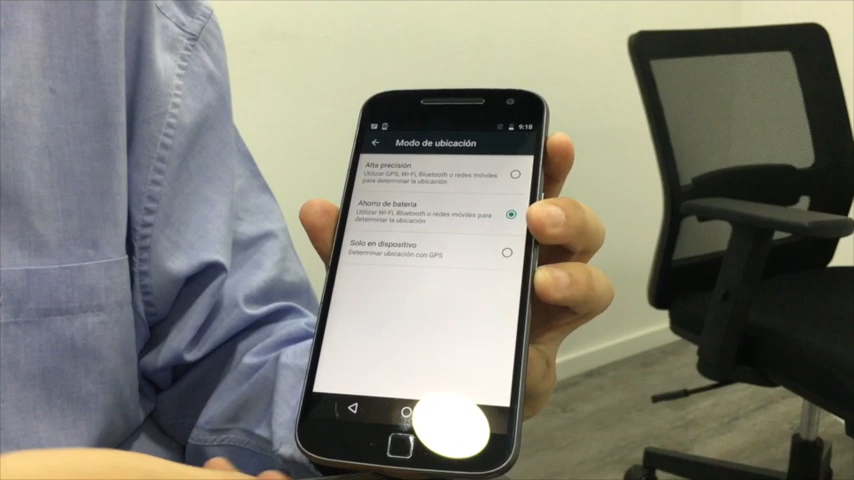 9:18
Modo de ubicación
Alta precisión
Utilizar GPS, Wi-Fi, Bluetooth o redes móviles
para determinar la ubicación
Ahorro de batería
Utilizar Wi-Fi, Bluetooth o redes móviles para
determinar la ubicación
Solo en dispositivo
Determinar ubicación con GPS